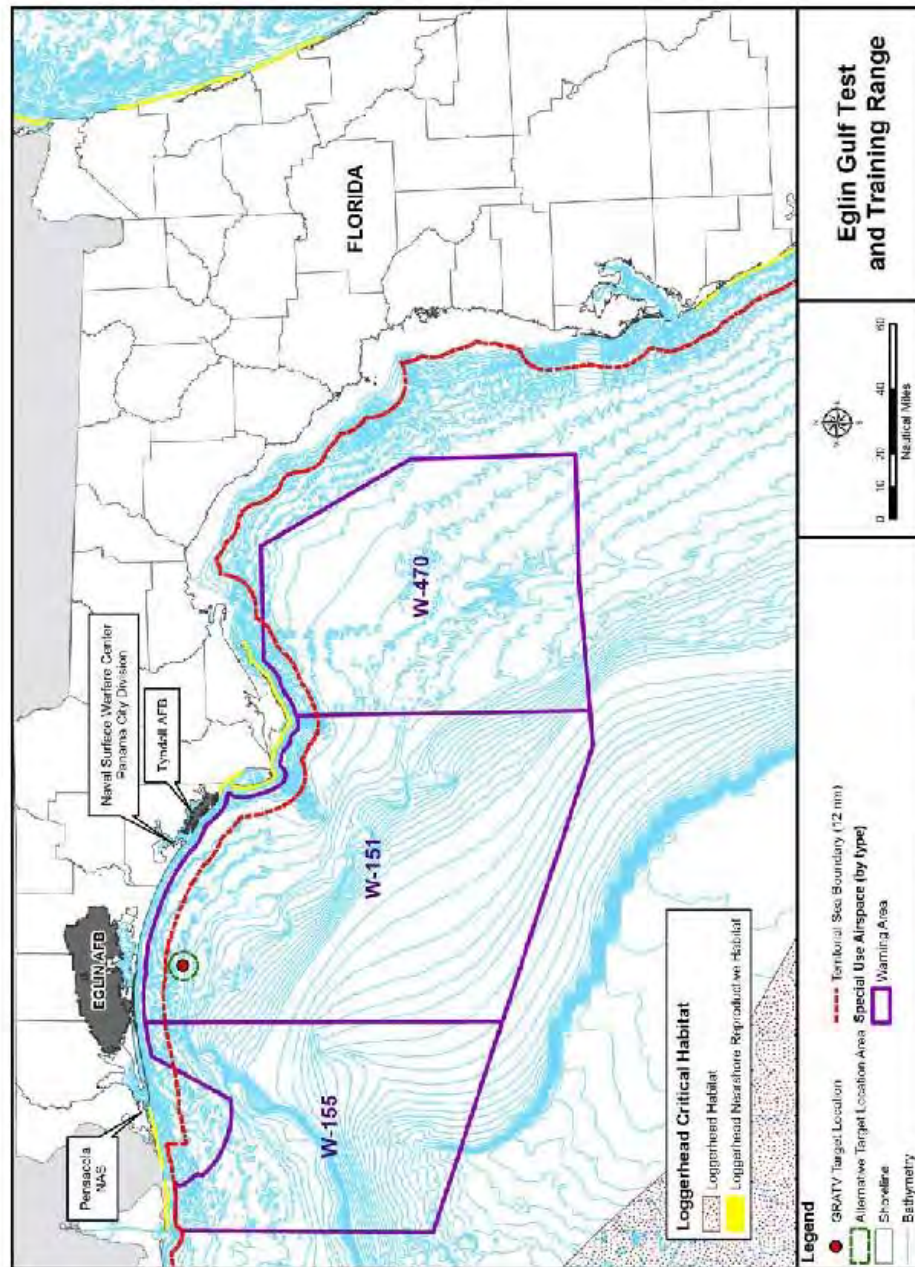 Eglin Gulf Test
and Training Range
FLORIDA
Naval Surface Warfare Center
Panama City Division
Tyndall AFB
EGLIN AFB
Pensacola
NAS
W-470
W-151
W-155
Loggerhead Critical Habitat
Loggerhead Habitat
Loggerhead Nearshore Reproductive Habitat
0 10 20 40 60
Nautical Miles
Legend
GRATV Target Location
Alternative Target Location Area
Shoreline
Bathymetry
Territorial Sea Boundary (12 nm)
Special Use Airspace (by type)
Warning Area